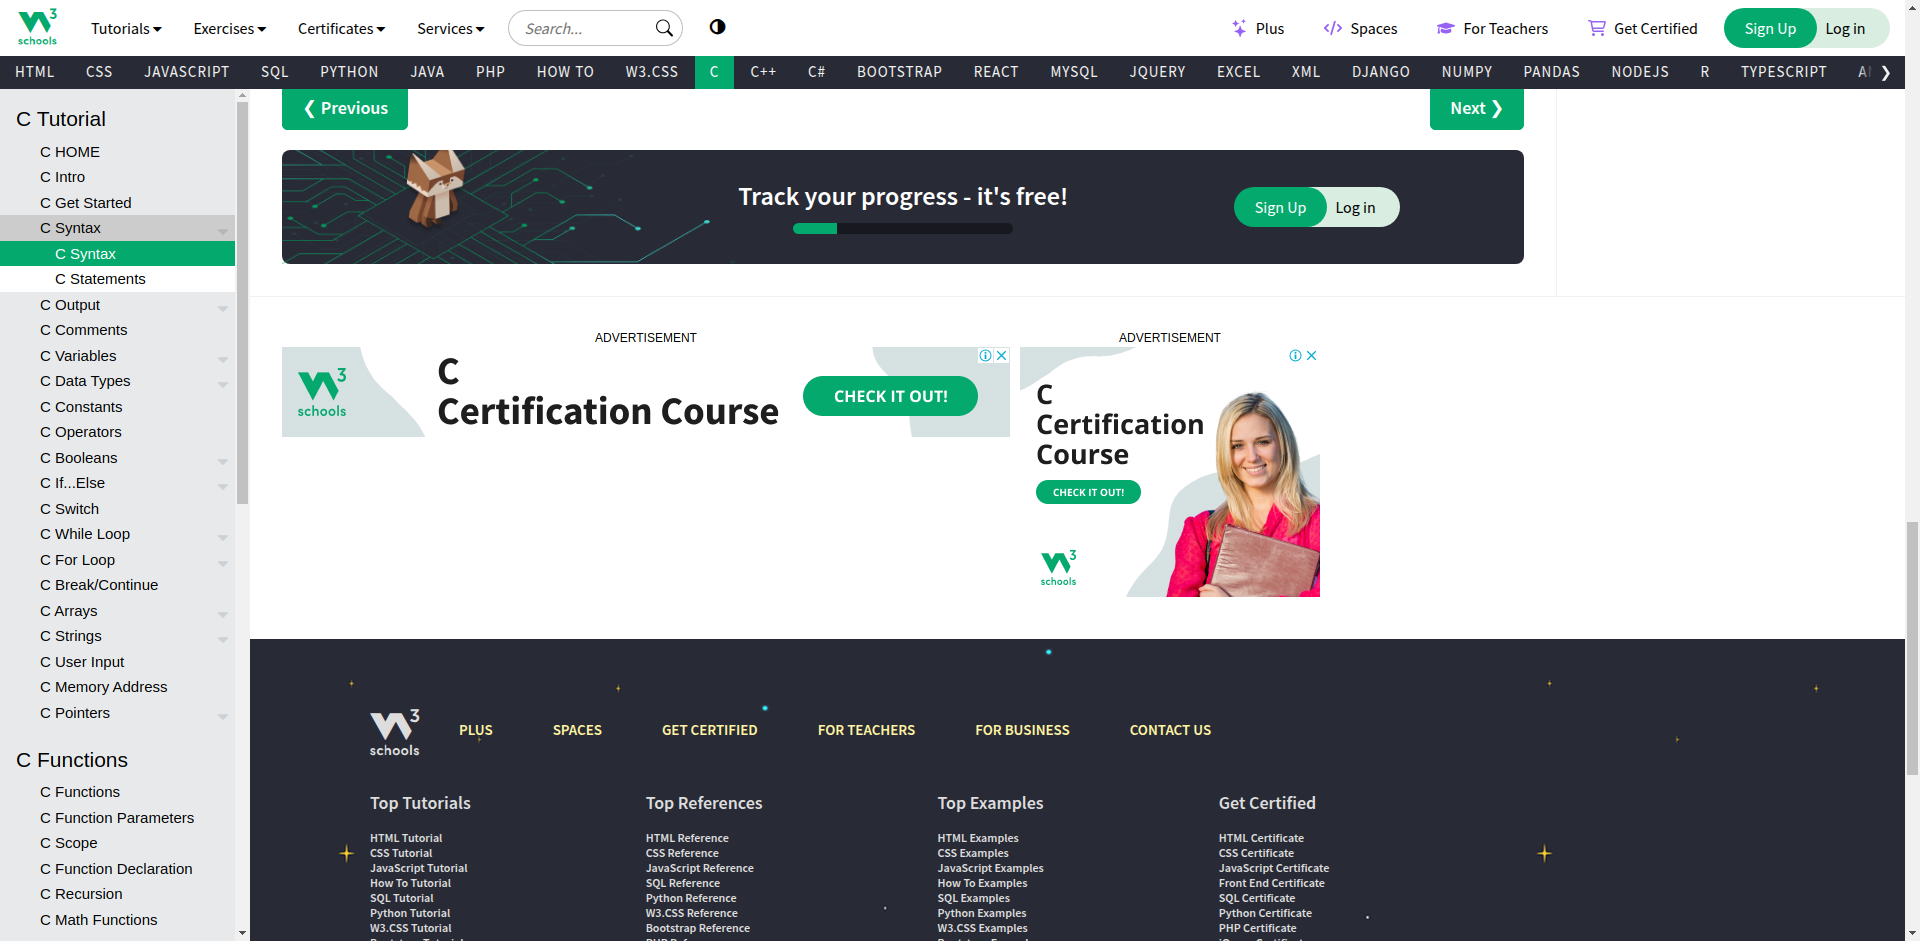 3
schools
Tutorials
Exercises
Certificates
Services
Search...
Plus
Spaces
For Teachers
Get Certified
Sign Up
Log in
HTML
CSS
JAVASCRIPT
SQL
PYTHON
JAVA
PHP
HOW TO
W3.CSS
C
C++
C#
BOOTSTRAP
REACT
MYSQL
JQUERY
EXCEL
XML
DJANGO
NUMPY
PANDAS
NODEJS
R
TYPESCRIPT
C Tutorial
C HOME
C Intro
C Get Started
C Syntax
C Syntax
C Statements
C Output
C Comments
C Variables
C Data Types
C Constants
C Operators
C Booleans
C If...Else
C Switch
C While Loop
C For Loop
C Break/Continue
C Arrays
C Strings
C User Input
C Memory Address
C Pointers
C Functions
C Functions
C Function Parameters
C Scope
C Function Declaration
C Recursion
C Math Functions
❮ Previous
Next ❯
Track your progress - it's free!
Sign Up
Log in
ADVERTISEMENT
3
schools
C
Certification Course
CHECK IT OUT!
ADVERTISEMENT
C
Certification
Course
CHECK IT OUT!
3
schools
3
schools
PLUS
SPACES
GET CERTIFIED
FOR TEACHERS
FOR BUSINESS
CONTACT US
Top Tutorials
HTML Tutorial
CSS Tutorial
JavaScript Tutorial
How To Tutorial
SQL Tutorial
Python Tutorial
W3.CSS Tutorial
Top References
HTML Reference
CSS Reference
JavaScript Reference
SQL Reference
Python Reference
W3.CSS Reference
Bootstrap Reference
Top Examples
HTML Examples
CSS Examples
JavaScript Examples
How To Examples
SQL Examples
Python Examples
W3.CSS Examples
Get Certified
HTML Certificate
CSS Certificate
JavaScript Certificate
Front End Certificate
SQL Certificate
Python Certificate
PHP Certificate